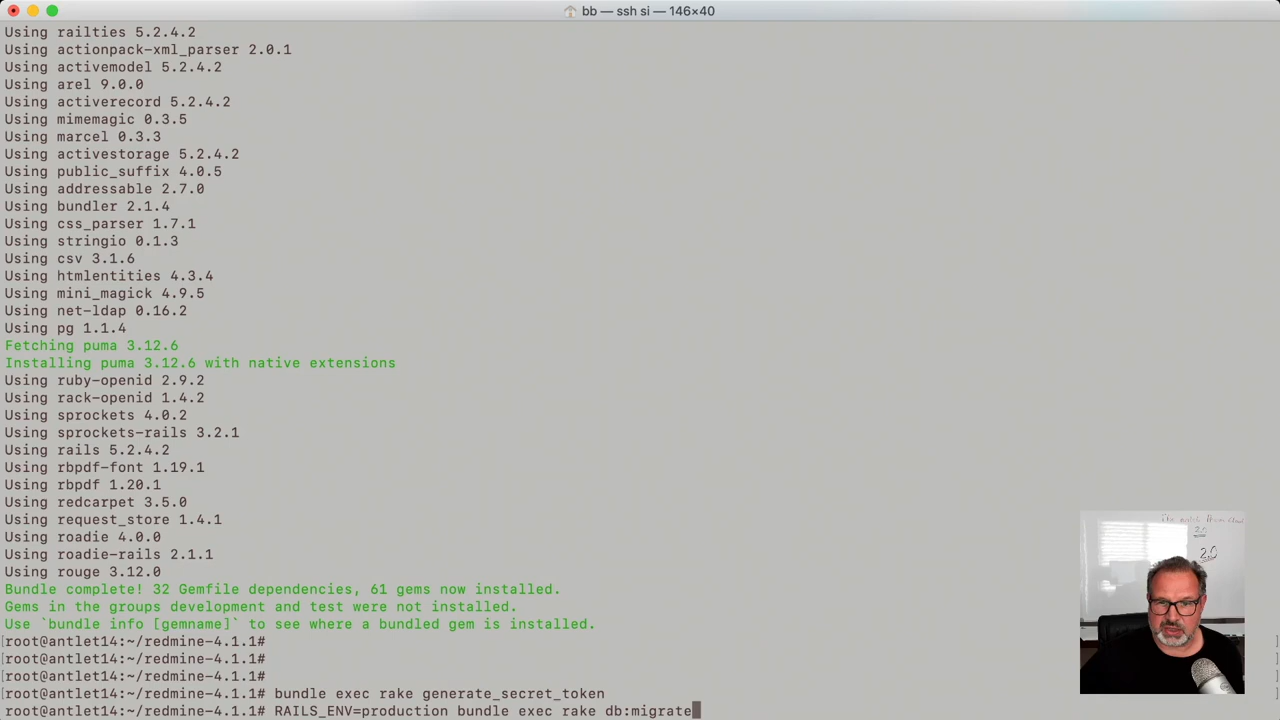 bb — ssh si — 146×40
Using railties 5.2.4.2
Using actionpack-xml_parser 2.0.1
Using activemodel 5.2.4.2
Using arel 9.0.0
Using activerecord 5.2.4.2
Using mimemagic 0.3.5
Using marcel 0.3.3
Using activestorage 5.2.4.2
Using public_suffix 4.0.5
Using addressable 2.7.0
Using bundler 2.1.4
Using css_parser 1.7.1
Using stringio 0.1.3
Using csv 3.1.6
Using htmlentities 4.3.4
Using mini_magick 4.9.5
Using net-ldap 0.16.2
Using pg 1.1.4
Fetching puma 3.12.6
Installing puma 3.12.6 with native extensions
Using ruby-openid 2.9.2
Using rack-openid 1.4.2
Using sprockets 4.0.2
Using sprockets-rails 3.2.1
Using rails 5.2.4.2
Using rbpdf-font 1.19.1
Using rbpdf 1.20.1
Using redcarpet 3.5.0
Using request_store 1.4.1
Using roadie 4.0.0
Using roadie-rails 2.1.1
Using rouge 3.12.0
Bundle complete! 32 Gemfile dependencies, 61 gems now installed.
Gems in the groups development and test were not installed.
Use `bundle info [gemname]` to see where a bundled gem is installed.
[root@antlet14:~/redmine-4.1.1#
[root@antlet14:~/redmine-4.1.1#
[root@antlet14:~/redmine-4.1.1#
[root@antlet14:~/redmine-4.1.1# bundle exec rake generate_secret_token
root@antlet14:~/redmine-4.1.1# RAILS_ENV=production bundle exec rake db:migrate
2.0
2.0